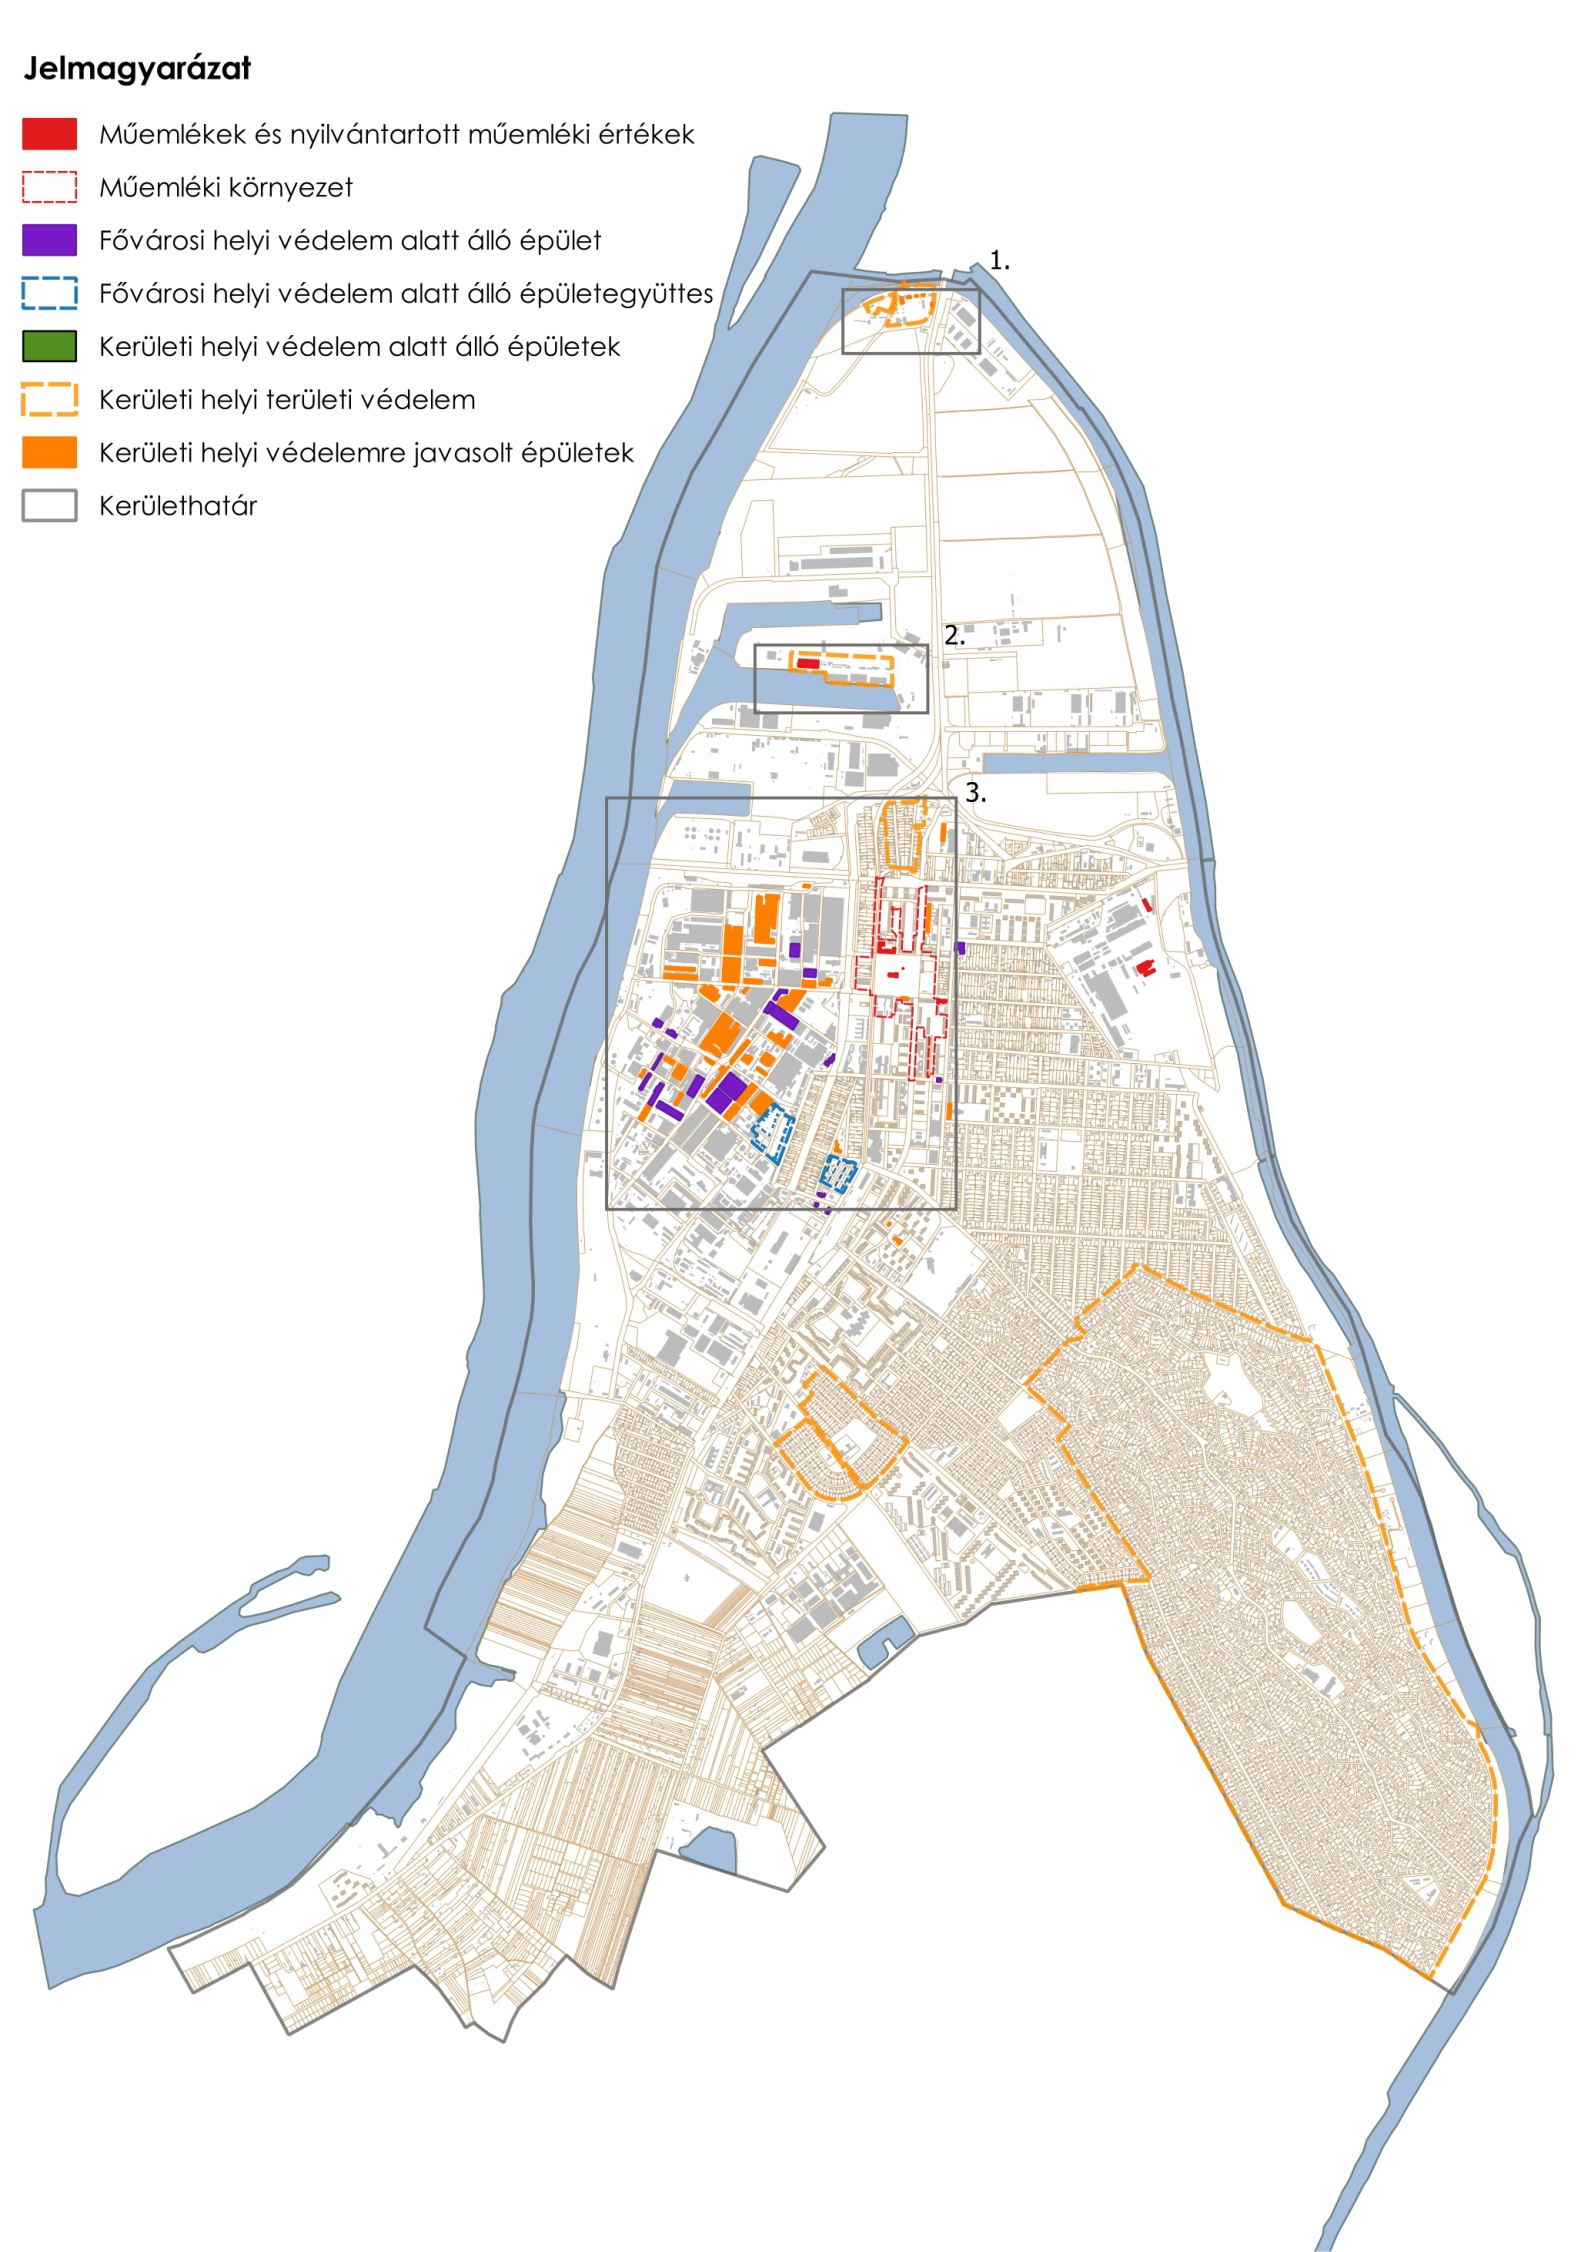 Jelmagyarázat
Műemlékek és nyilvántartott műemléki értékek
Műemléki környezet
Fővárosi helyi védelem alatt álló épület
Fővárosi helyi védelem alatt álló épületegyüttes
Kerületi helyi védelem alatt álló épületek
Kerületi helyi területi védelem
Kerületi helyi védelemre javasolt épületek
Kerülethatár
1.
2.
3.